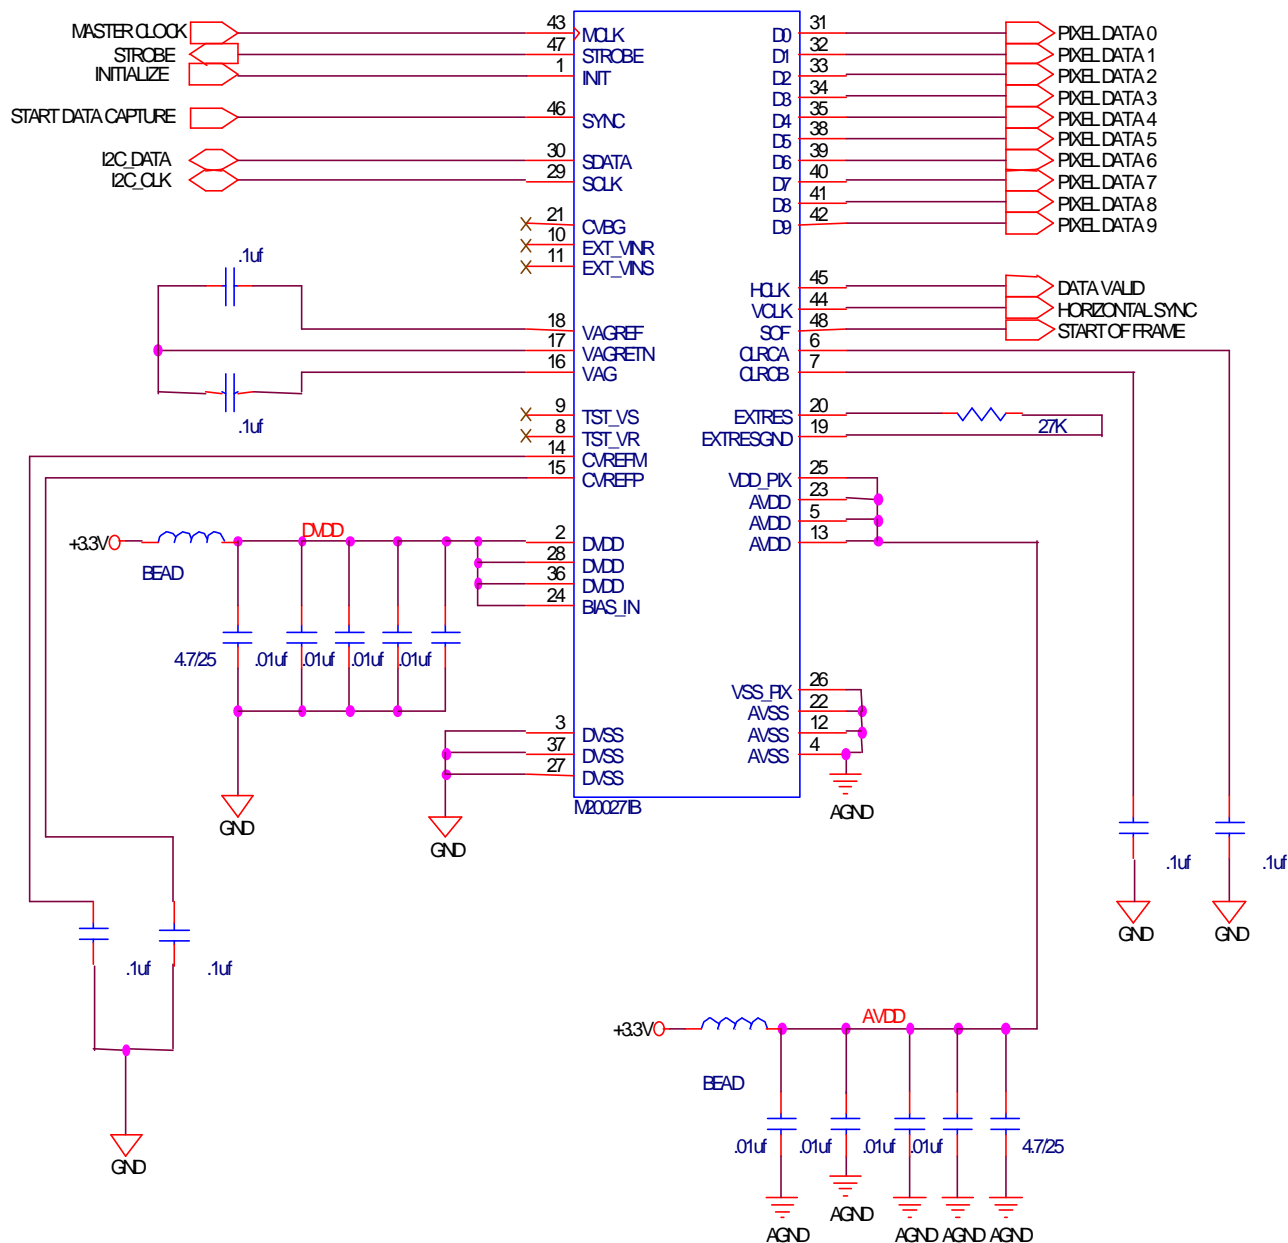 MASTER CLOCK 43 MCLK D0 31 PIXEL DATA 0
STROBE 47 STROBE D1 32 PIXEL DATA 1
INITIALIZE 1 INIT D2 33 PIXEL DATA 2
D3 34 PIXEL DATA 3
START DATA CAPTURE 46 SYNC D4 35 PIXEL DATA 4
D5 38 PIXEL DATA 5
I2C_DATA 30 SDATA D6 39 PIXEL DATA 6
I2C_CLK 29 SCLK D7 40 PIXEL DATA 7
D8 41 PIXEL DATA 8
21 CVBG D9 42 PIXEL DATA 9
10 EXT_VINR
11 EXT_VINS
.1uf
HCLK 45 DATA VALID
VCLK 44 HORIZONTAL SYNC
18 VAGREF SOF 48 START OF FRAME
17 VAGRETN CLRCA 6
16 VAG CLRCB 7
.1uf
9 TST_VS EXTRES 20
8 TST_VR EXTRESGND 19 27K
14 CVREFM
15 CVREFP VDD_PIX 25
AVDD 23
AVDD 5
+3.3V DVDD 2 DVDD AVDD 13
BEAD 28 DVDD
36 DVDD
24 BIAS_IN
4.7/25 .01uf .01uf .01uf
VSS_PIX 26
AVSS 22
3 DVSS AVSS 12
37 DVSS AVSS 4
27 DVSS
M20027IB AGND
GND GND
.1uf .1uf
GND GND
.1uf .1uf
+3.3V AVDD
BEAD
.01uf .01uf .01uf .01uf 4.7/25
GND
AGND AGND AGND AGND AGND